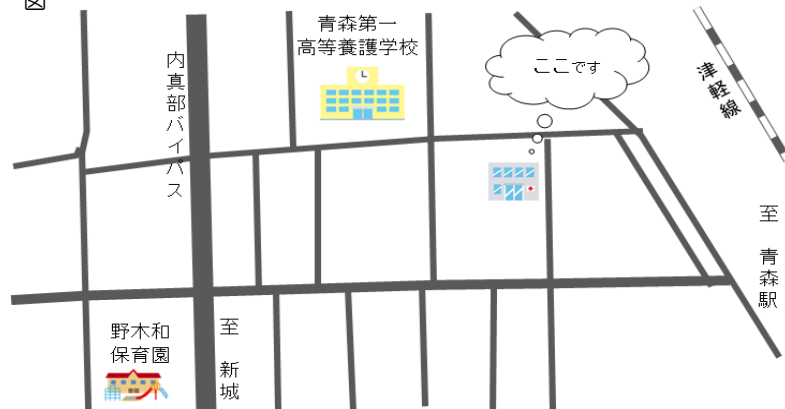 図
青森第一
高等養護学校
ここです
津軽線
内真部バイパス
至 青森駅
野木和
保育園
至 新城